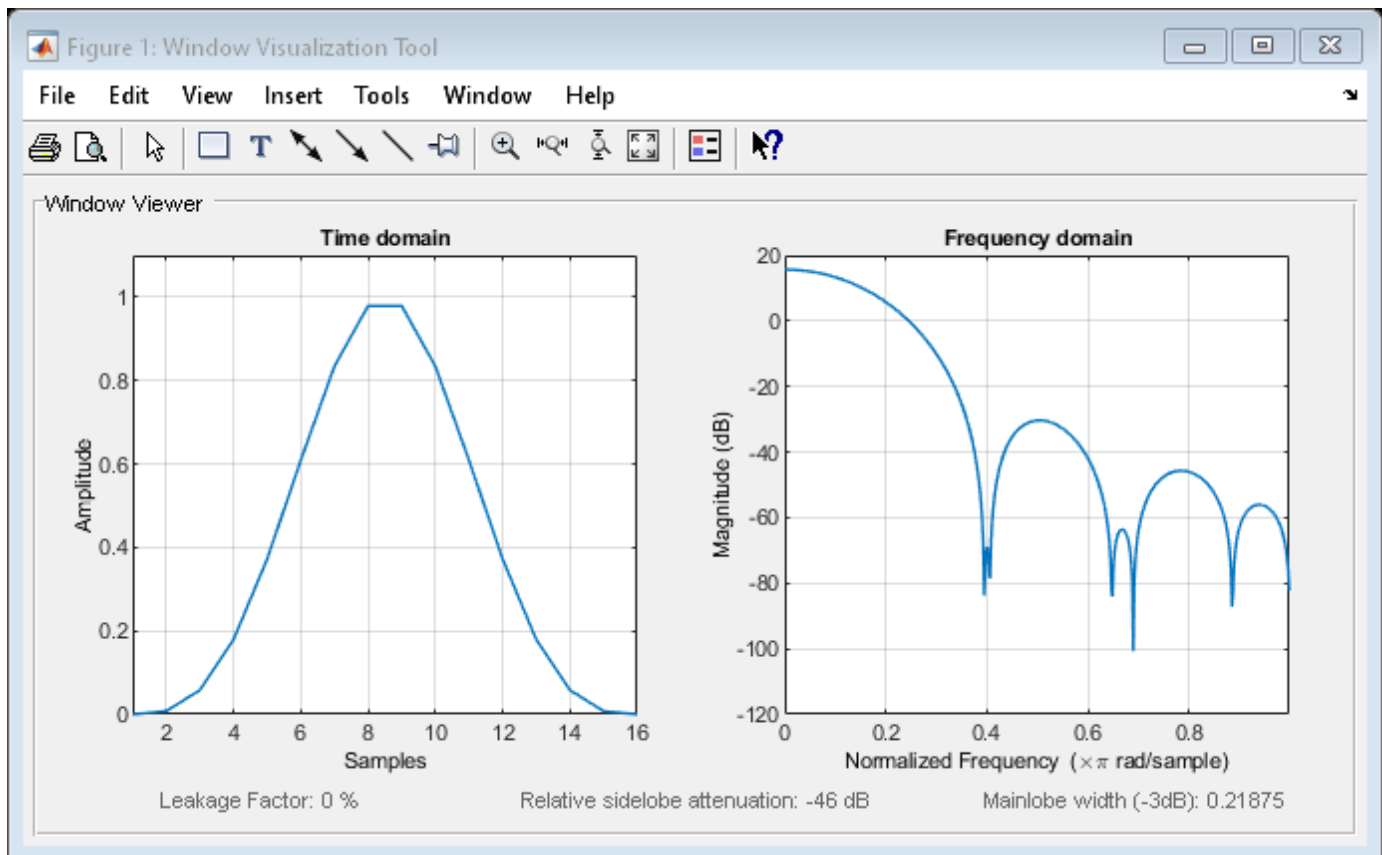 Figure 1: Window Visualization Tool
File Edit View Insert Tools Window Help
T
?
Window Viewer
Time domain
1
0.8
0.6
0.4
0.2
0
Amplitude
2 4 6 8 10 12 14 16
Samples
Frequency domain
20
0
-20
-40
-60
-80
-100
-120
Magnitude (dB)
0 0.2 0.4 0.6 0.8
Normalized Frequency (×π rad/sample)
Leakage Factor: 0 %
Relative sidelobe attenuation: -46 dB
Mainlobe width (-3dB): 0.21875